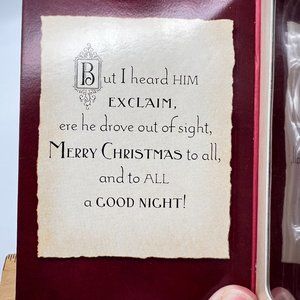 But I heard HIM
EXCLAIM,
ere he drove out of sight,
MERRY CHRISTMAS to all,
and to ALL
a GOOD NIGHT!